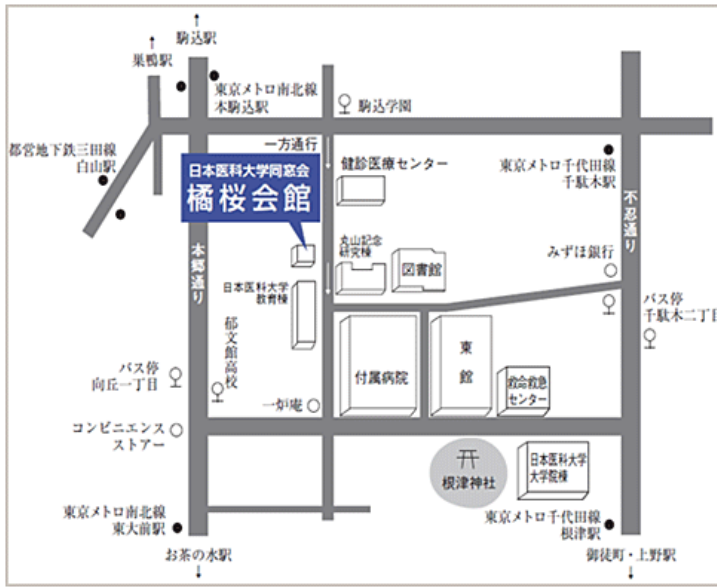 駒込駅
巣鴨駅
東京メトロ南北線
本駒込駅
駒込学園
都営地下鉄三田線
白山駅
一方通行
健診医療センター
東京メトロ千代田線
千駄木駅
日本医科大学同窓会
橘桜会館
不忍通り
本郷通り
丸山記念
研究棟
図書館
みずほ銀行
日本医科大学
教育棟
バス停
千駄木二丁目
郁文館高校
バス停
向丘一丁目
付属病院
東館
救命救急
センター
一炉庵
コンビニエンス
ストアー
根津神社
日本医科大学
大学院棟
東京メトロ南北線
東大前駅
東京メトロ千代田線
根津駅
お茶の水駅
御徒町・上野駅